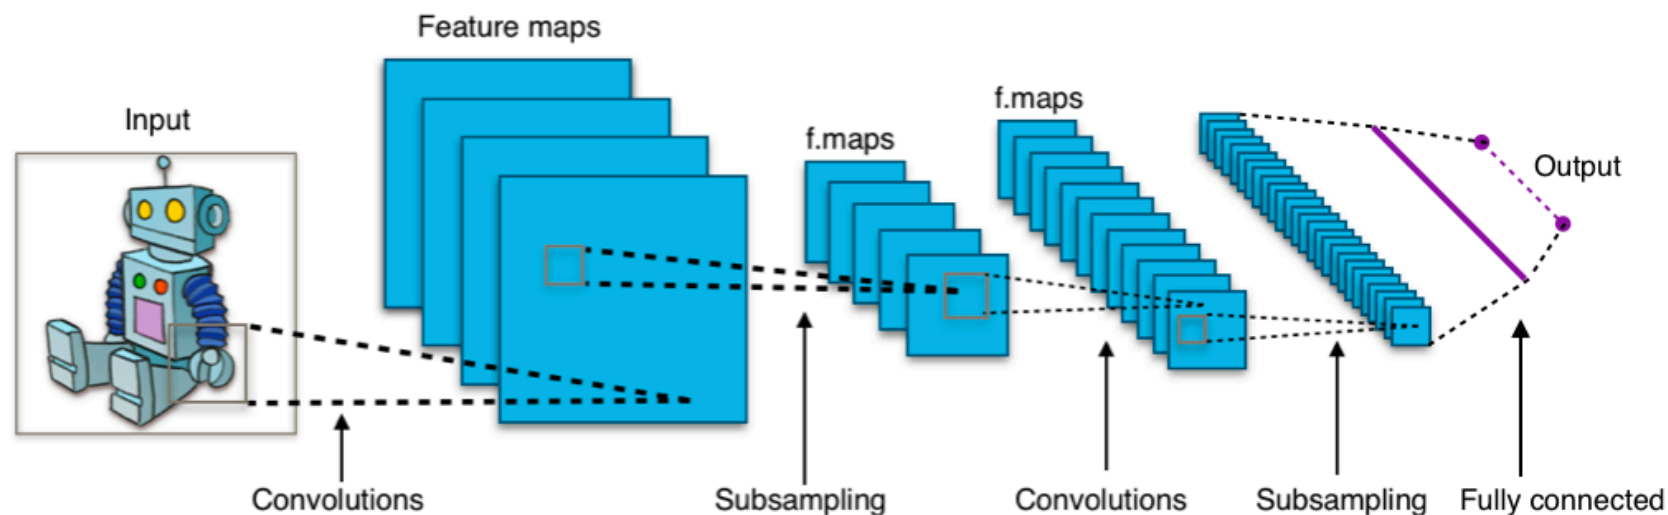 Feature maps
f.maps
Input
f.maps
Output
Convolutions
Subsampling
Convolutions
Subsampling
Fully connected